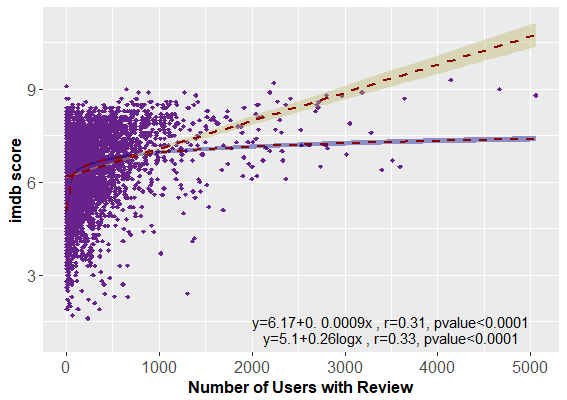 imdb score
9
6
3
y=6.17+0. 0.0009x , r=0.31, pvalue<0.0001
y=5.1+0.26logx , r=0.33, pvalue<0.0001
0 1000 2000 3000 4000 5000
Number of Users with Review